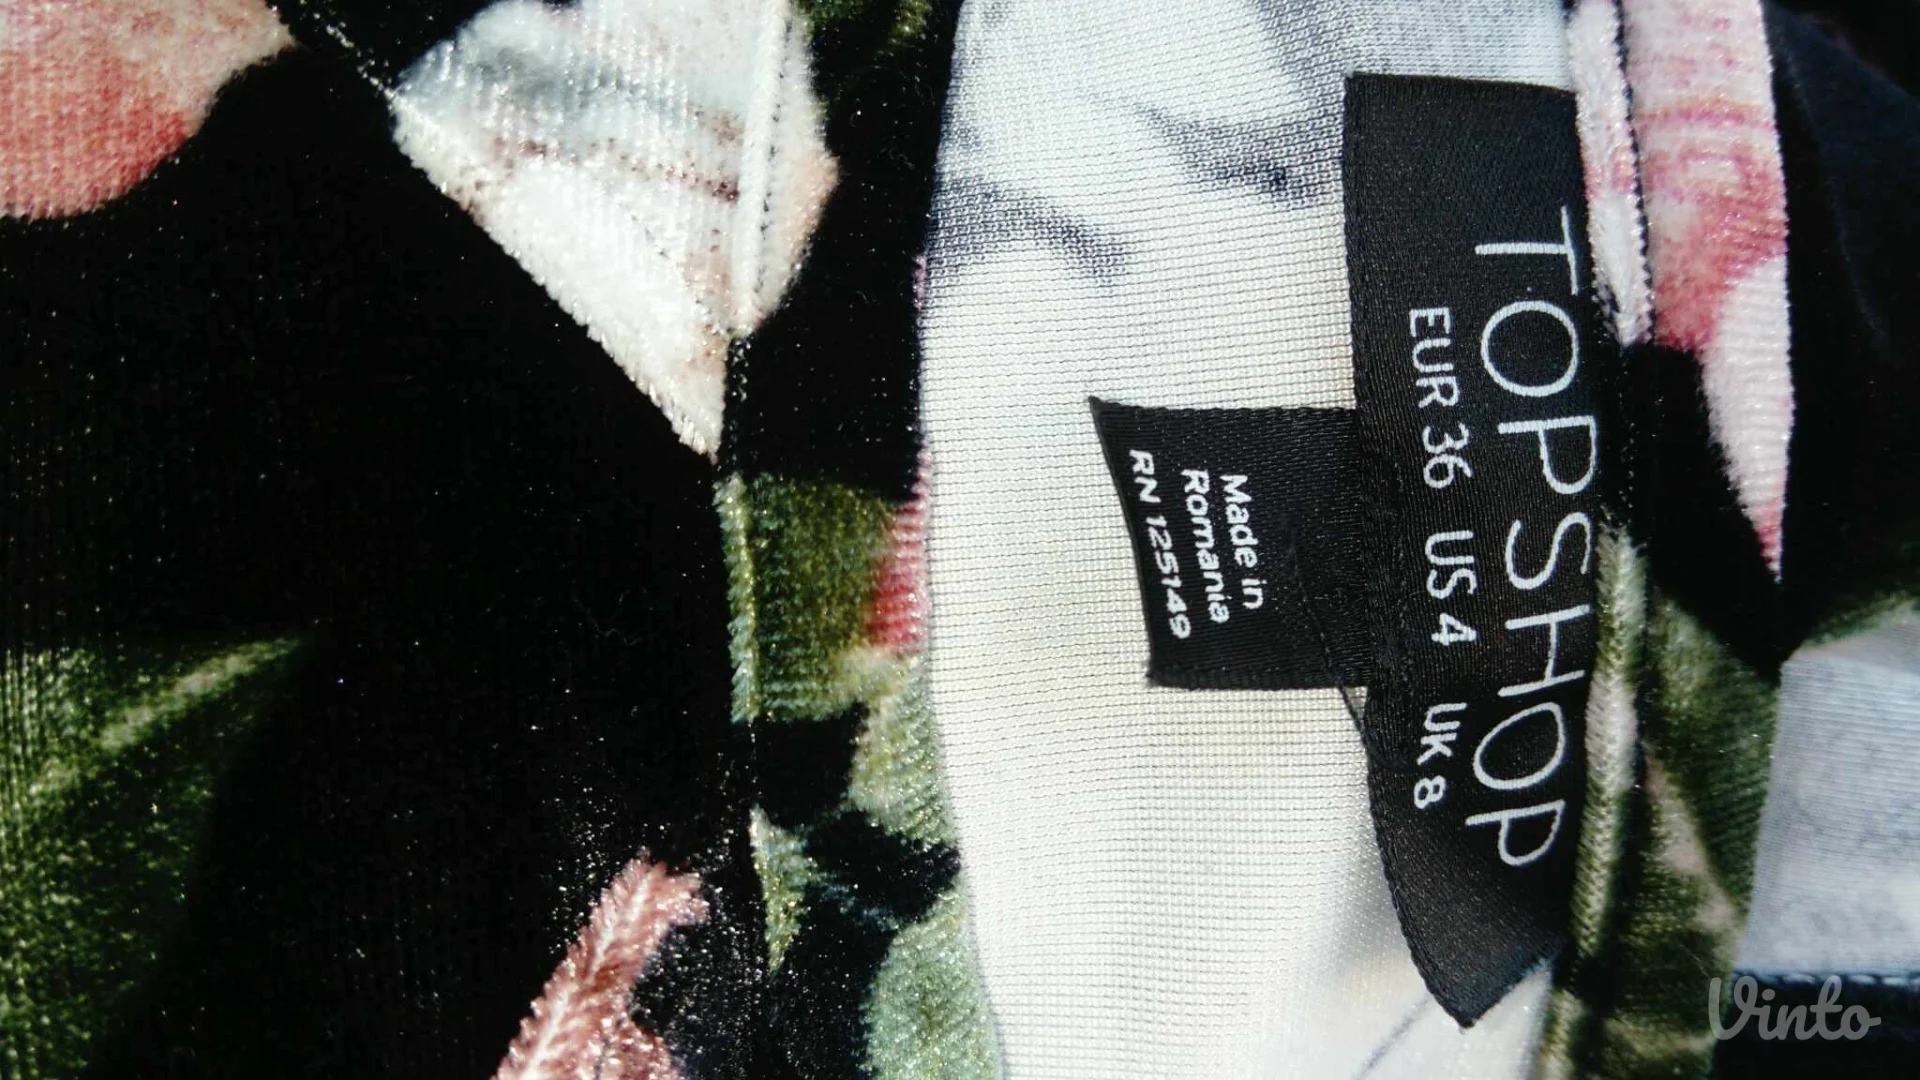 TOPSHOP
EUR 36 US 4 UK 8
Made in
Romania
RN 125149
Vinto